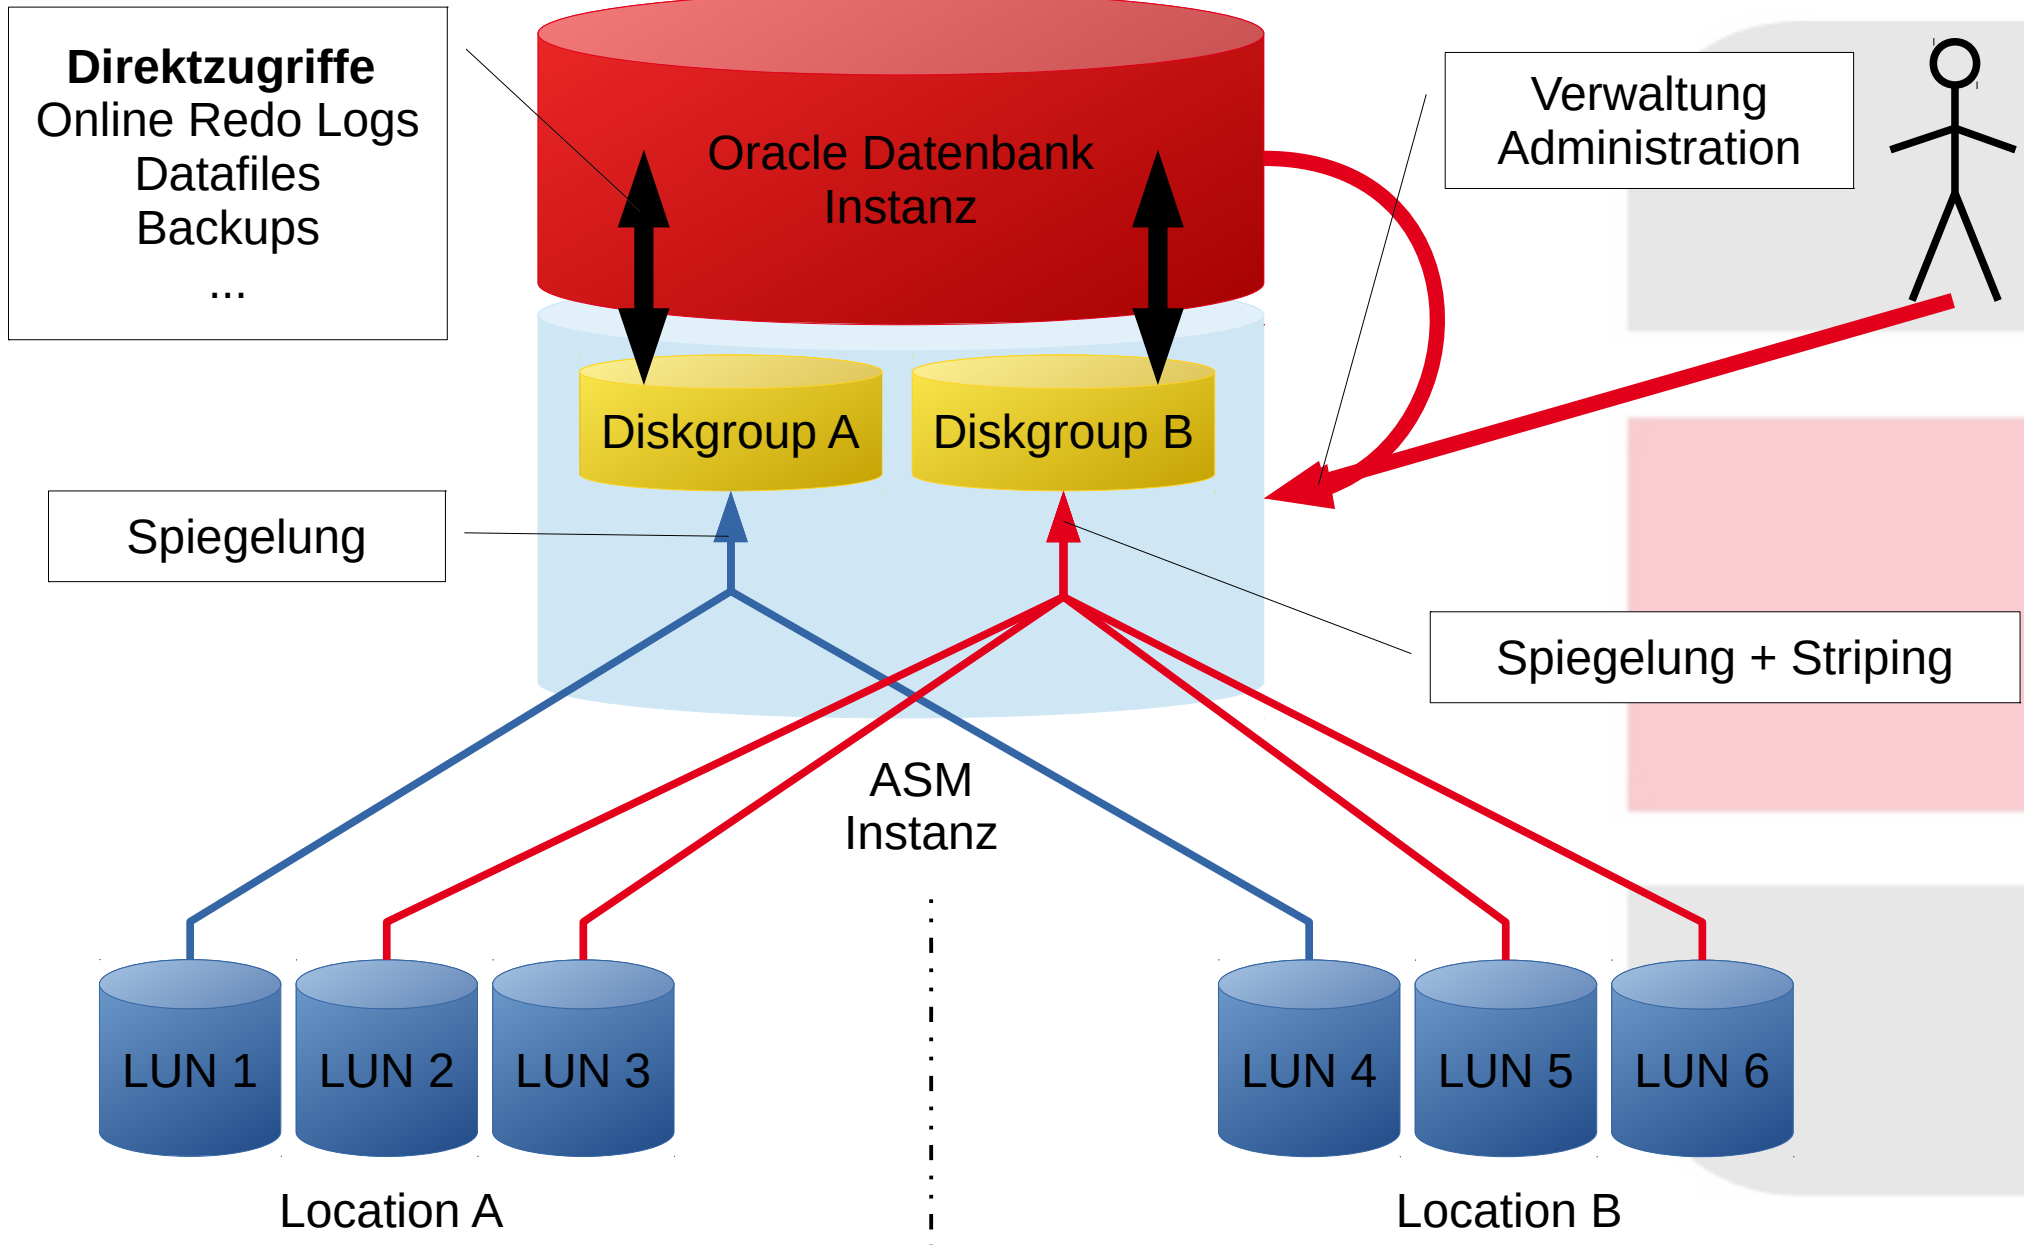 Direktzugriffe
Online Redo Logs
Datafiles
Backups
...
Oracle Datenbank
Instanz
Verwaltung
Administration
Diskgroup A
Diskgroup B
Spiegelung
Spiegelung + Striping
ASM
Instanz
LUN 1
LUN 2
LUN 3
LUN 4
LUN 5
LUN 6
Location A
Location B